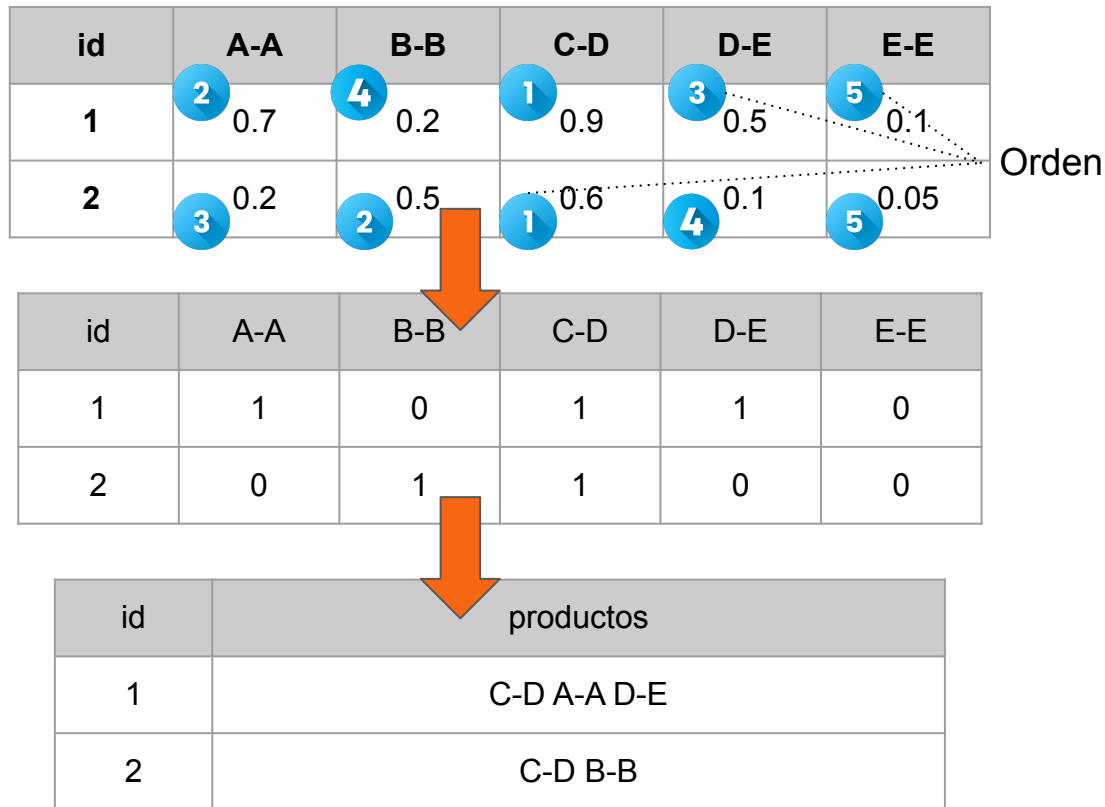 id A-A B-B C-D D-E E-E
2 4 1 3 5
1 0.7 0.2 0.9 0.5 0.1
Orden
2 0.2 0.5 0.6 0.1 0.05
3 2 1 4 5
id A-A B-B C-D D-E E-E
1 1 0 1 1 0
2 0 1 1 0 0
id productos
1 C-D A-A D-E
2 C-D B-B